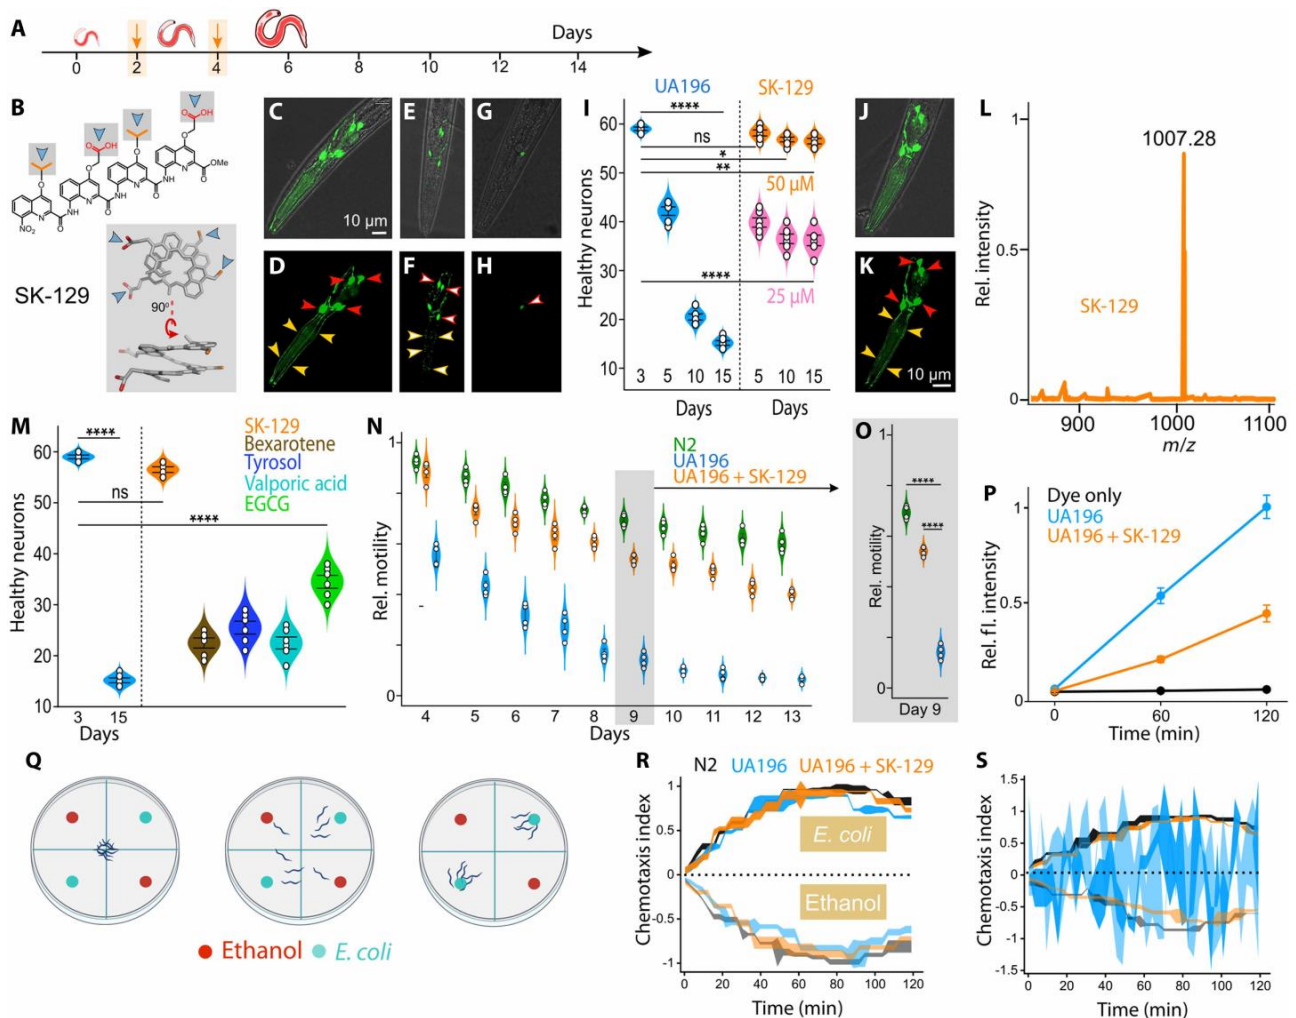 A
Days
0 2 4 6 8 10 12 14
B
O
OH
O
OH
O
O
O
O
OMe
O
N
NH
N
O
NH
N
O
NH
N
O
NO2
SK-129
90º
C
10 µm
D
E
F
G
H
I
UA196
SK-129
****
ns
*
**
50 µM
****
25 µM
Healthy neurons
60
50
40
30
20
10
3 5 10 15 5 10 15
Days Days
J
K
10 µm
L
1007.28
SK-129
Rel. intensity
1
0.5
0
900 1000 1100
m/z
M
SK-129
Bexarotene
Tyrosol
Valporic acid
EGCG
****
ns
****
Healthy neurons
60
50
40
30
20
10
3 15
Days
N
N2
UA196
UA196 + SK-129
Rel. motility
1
0
4 5 6 7 8 9 10 11 12 13
Days
O
1
****
****
Rel. motility
0
Day 9
P
Dye only
UA196
UA196 + SK-129
Rel. fl. intensity
1
0.5
0
0 60 120
Time (min)
Q
Ethanol E. coli
R
N2 UA196 UA196 + SK-129
Chemotaxis index
1
0.5
0
-0.5
-1
E. coli
Ethanol
0 20 40 60 80 100 120
Time (min)
S
Chemotaxis index
1.5
1
0.5
0
-0.5
-1
-1.5
0 20 40 60 80 100 120
Time (min)